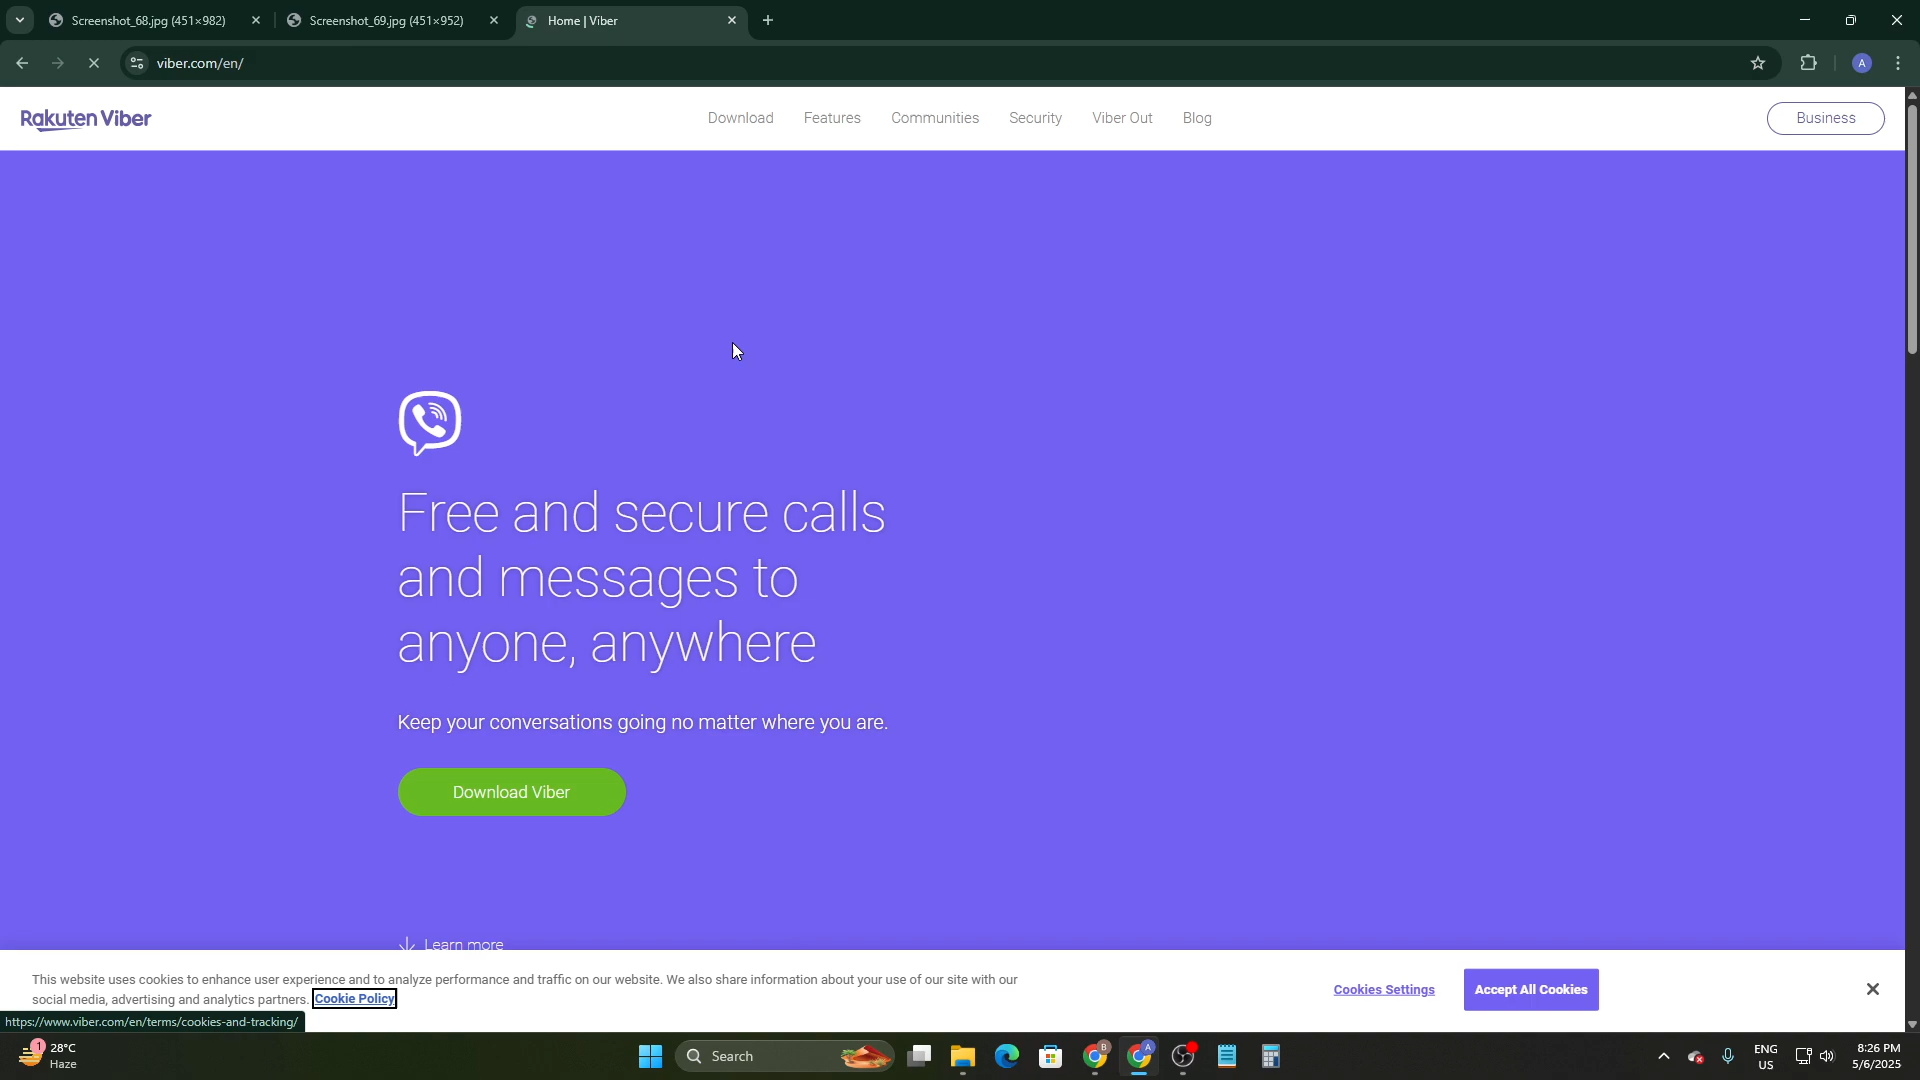 Screenshot_68.jpg (451×982)
Screenshot_69.jpg (451×952)
Home | Viber
viber.com/en/
A
Rakuten Viber
Download
Features
Communities
Security
Viber Out
Blog
Business
Free and secure calls
and messages to
anyone, anywhere
Keep your conversations going no matter where you are.
Download Viber
Learn more
This website uses cookies to enhance user experience and to analyze performance and traffic on our website. We also share information about your use of our site with our
social media, advertising and analytics partners. Cookie Policy
Cookies Settings
Accept All Cookies
https://www.viber.com/en/terms/cookies-and-tracking/
1
28°C
Haze
Search
B
A
ENG
US
8:26 PM
5/6/2025